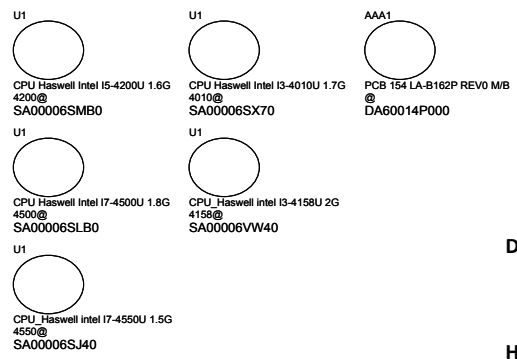 U1
CPU Haswell Intel I5-4200U 1.6G
4200@
SA00006SMB0
U1
CPU Haswell Intel I3-4010U 1.7G
4010@
SA00006SX70
AAA1
PCB 154 LA-B162P REV0 M/B
@
DA60014P000
U1
CPU Haswell Intel I7-4500U 1.8G
4500@
SA00006SLB0
U1
CPU_Haswell intel I3-4158U 2G
4158@
SA00006VW40
D
U1
CPU_Haswell intel I7-4550U 1.5G
4550@
SA00006SJ40
H